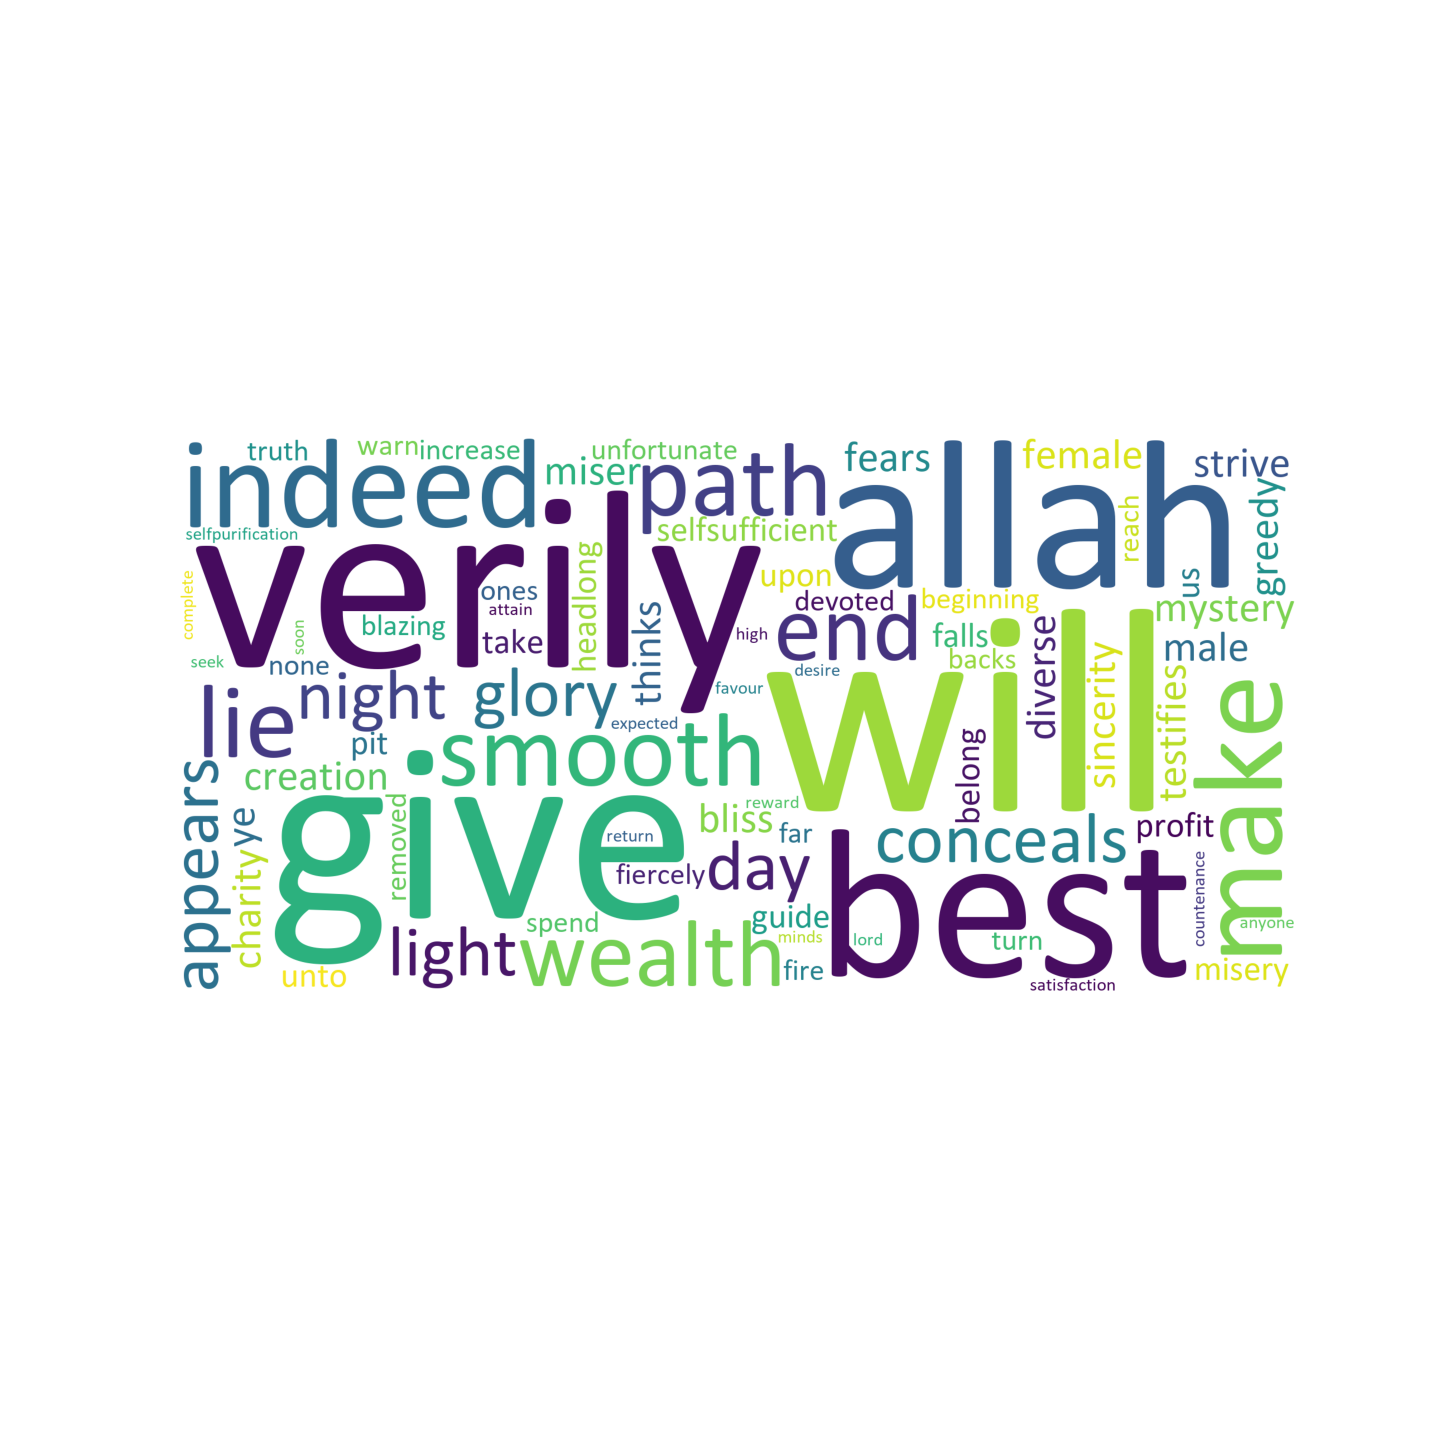 indeed
truth
warn
increase
unfortunate
miser
path
fears
allah
female
strive
selfpurification
verily
selfsufficient
reach
greedy
headlong
upon
us
complete
ones
attain
devoted
beginning
mystery
blazing
take
thinks
high
end
falls
diverse
male
soon
seek
none
backs
sincerity
testifies
lie
night
glory
favour
desire
will
make
pit
expected
smooth
belong
appears
creation
give
ye
removed
reward
bliss
far
conceals
profit
charity
return
fiercely
day
best
countenance
light
spend
wealth
guide
minds
lord
turn
anyone
unto
fire
satisfaction
misery